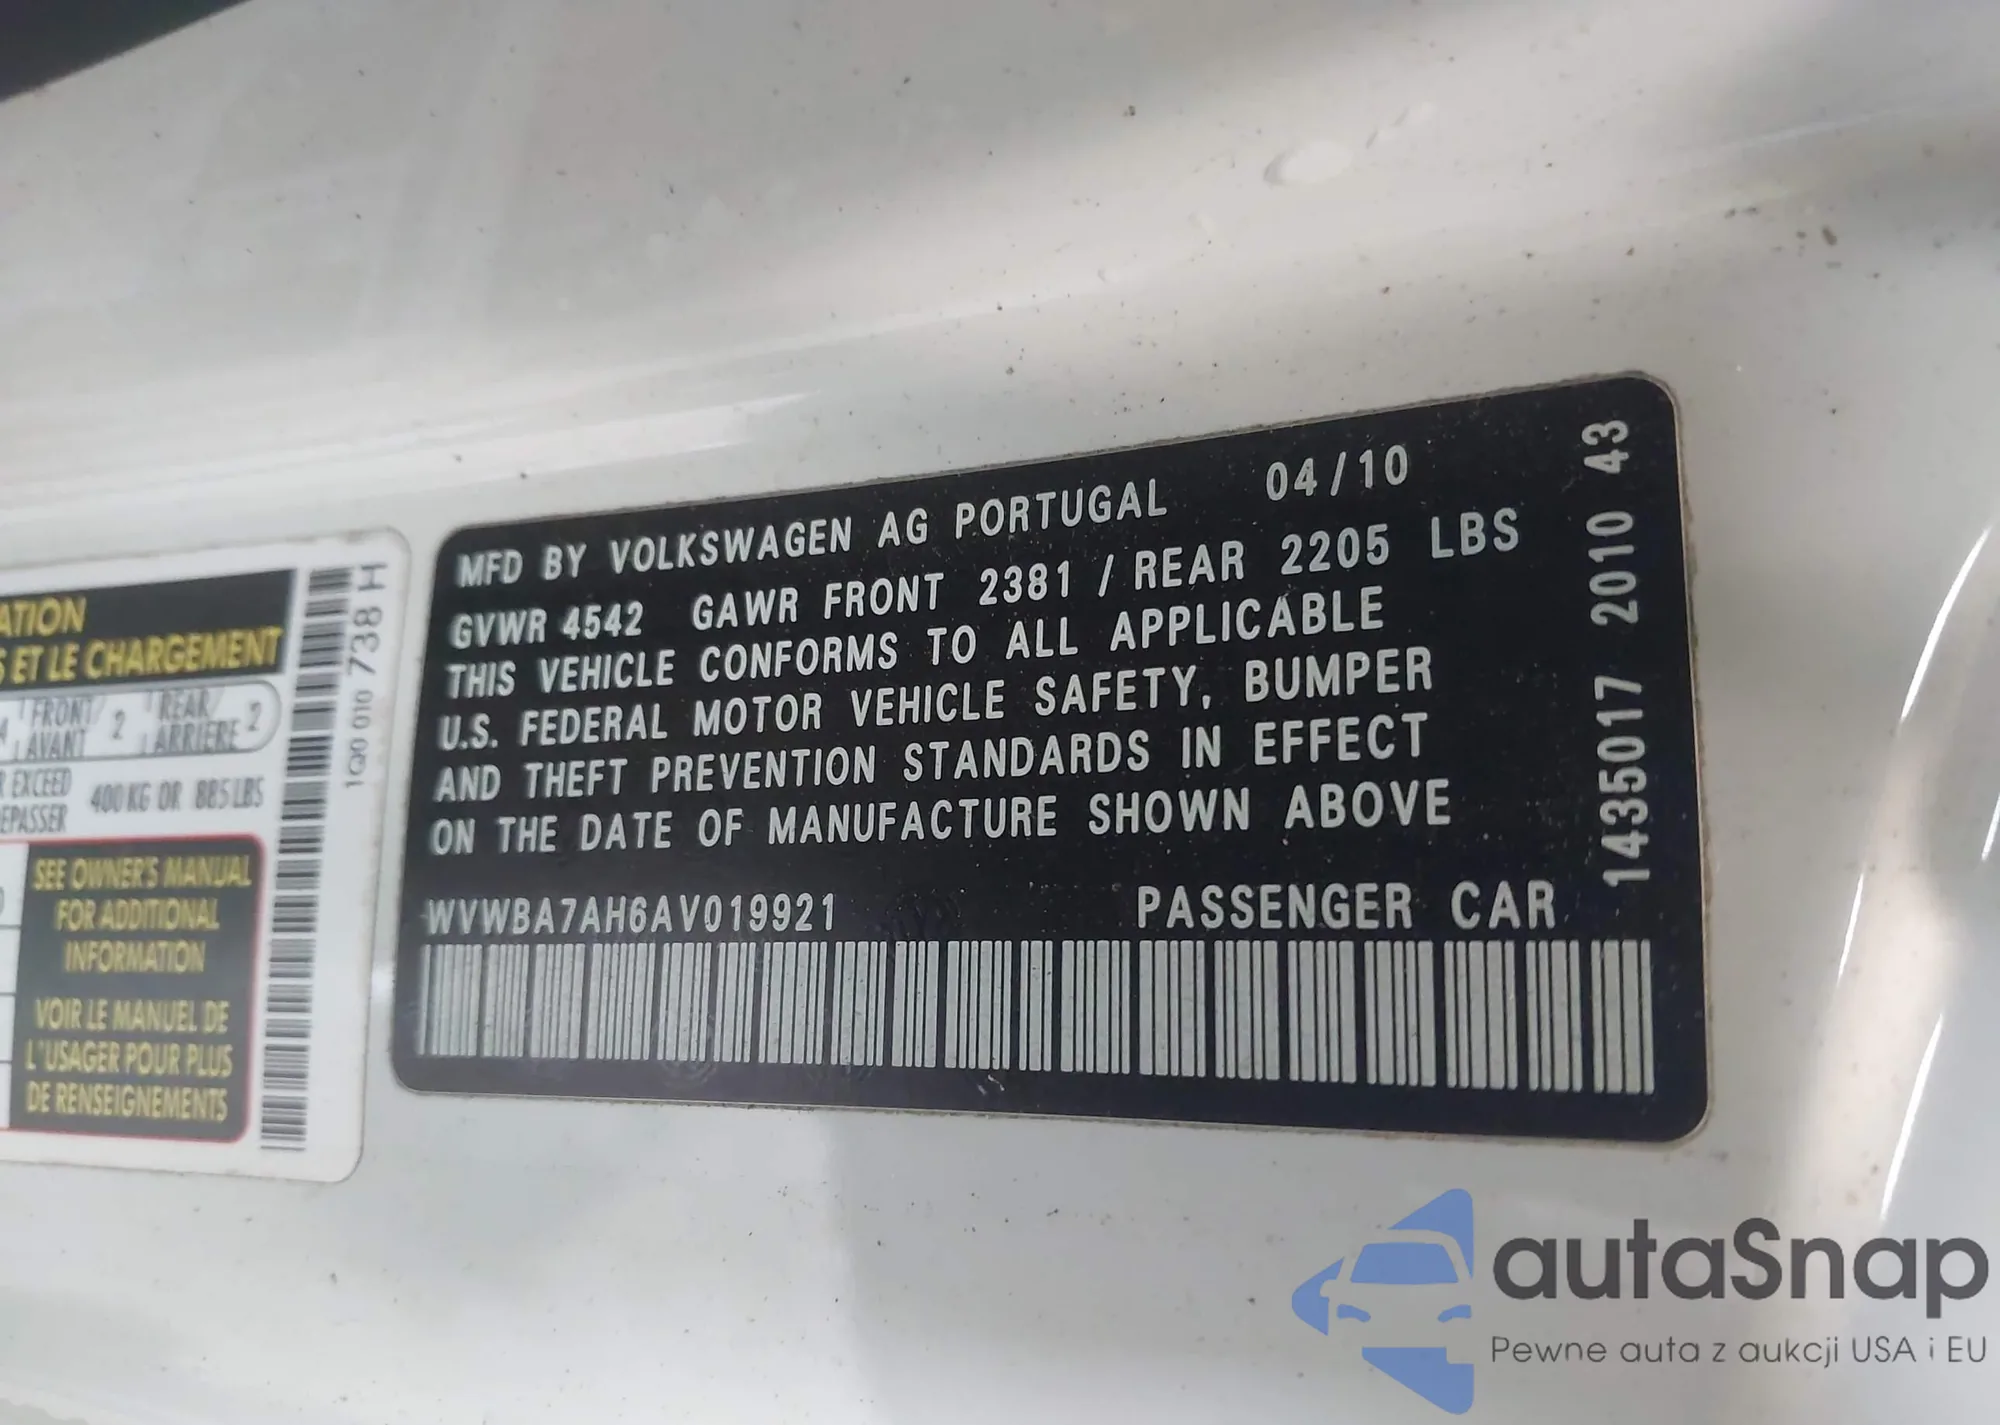 MFD BY VOLKSWAGEN AG PORTUGAL 04/10
GVWR 4542 GAWR FRONT 2381 / REAR 2205 LBS
THIS VEHICLE CONFORMS TO ALL APPLICABLE
U.S. FEDERAL MOTOR VEHICLE SAFETY, BUMPER
AND THEFT PREVENTION STANDARDS IN EFFECT
ON THE DATE OF MANUFACTURE SHOWN ABOVE
WVWBA7AH6AV019921 PASSENGER CAR
1435017 2010 43
ATION
S ET LE CHARGEMENT
4 FRONT/ AVANT 2 REAR/ ARRIÈRE 2
R EXCEED
EPASSER 400 KG OR 885 LBS
SEE OWNER'S MANUAL
FOR ADDITIONAL
INFORMATION
VOIR LE MANUEL DE
L'USAGER POUR PLUS
DE RENSEIGNEMENTS
1Q0 010 738 H
autaSnap
Pewne auta z aukcji USA i EU